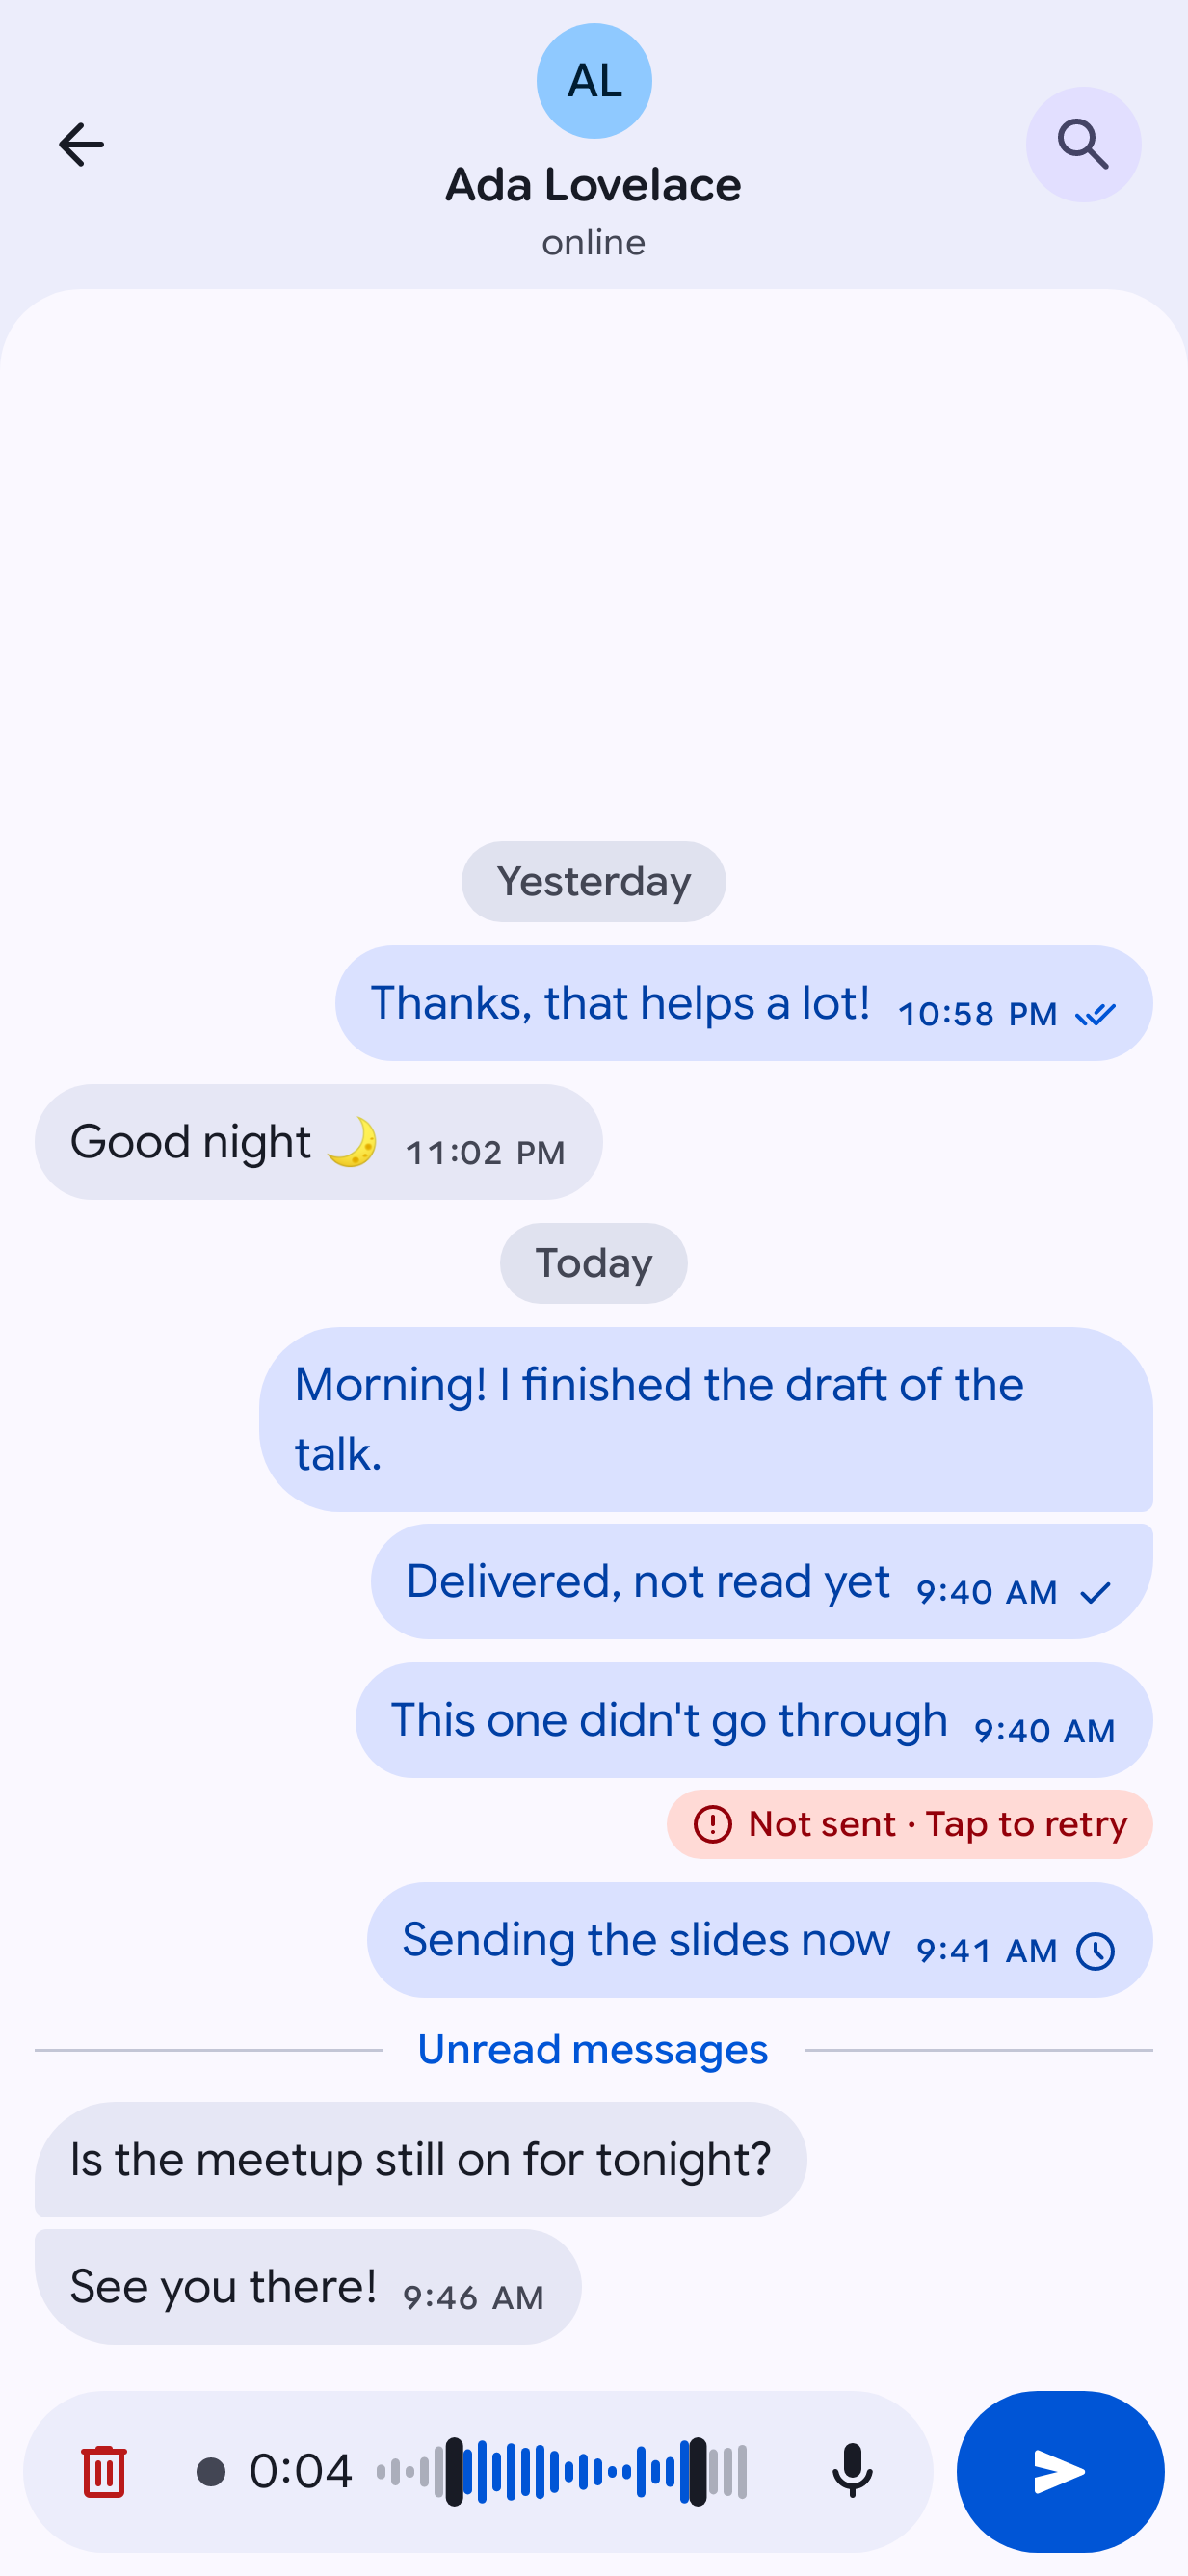 AL
Ada Lovelace
online
Yesterday
Thanks, that helps a lot! 10:58 PM
Good night 🌙 11:02 PM
Today
Morning! I finished the draft of the
talk.
Delivered, not read yet 9:40 AM
This one didn't go through 9:40 AM
Not sent · Tap to retry
Sending the slides now 9:41 AM
Unread messages
Is the meetup still on for tonight?
See you there! 9:46 AM
0:04